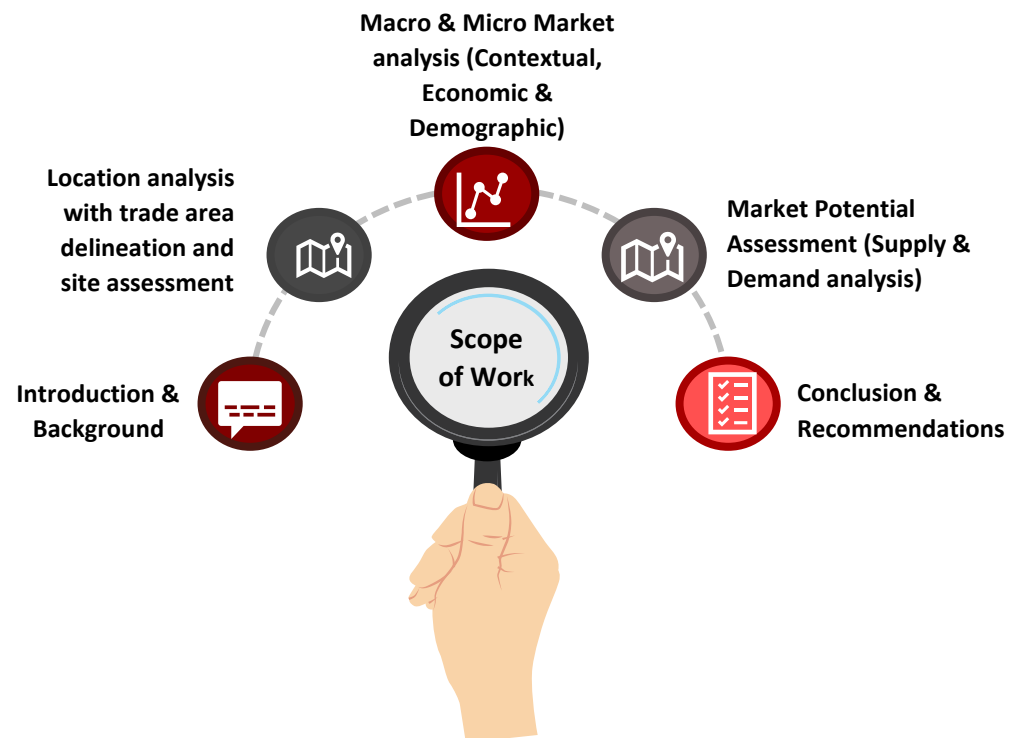 Macro & Micro Market
analysis (Contextual,
Economic &
Demographic)
Location analysis
with trade area
delineation and
site assessment
Market Potential
Assessment (Supply &
Demand analysis)
Scope
of Work
Introduction &
Background
Conclusion &
Recommendations